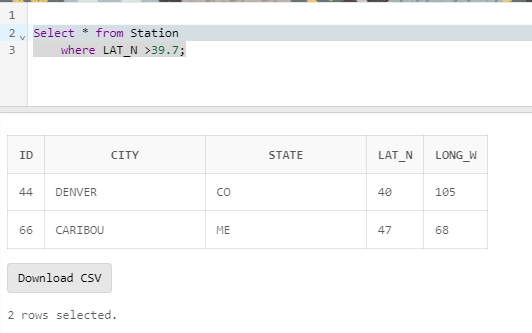 1
2 Select * from Station
3 where LAT_N >39.7;
ID CITY STATE LAT_N LONG_W
44 DENVER CO 40 105
66 CARIBOU ME 47 68
Download CSV
2 rows selected.